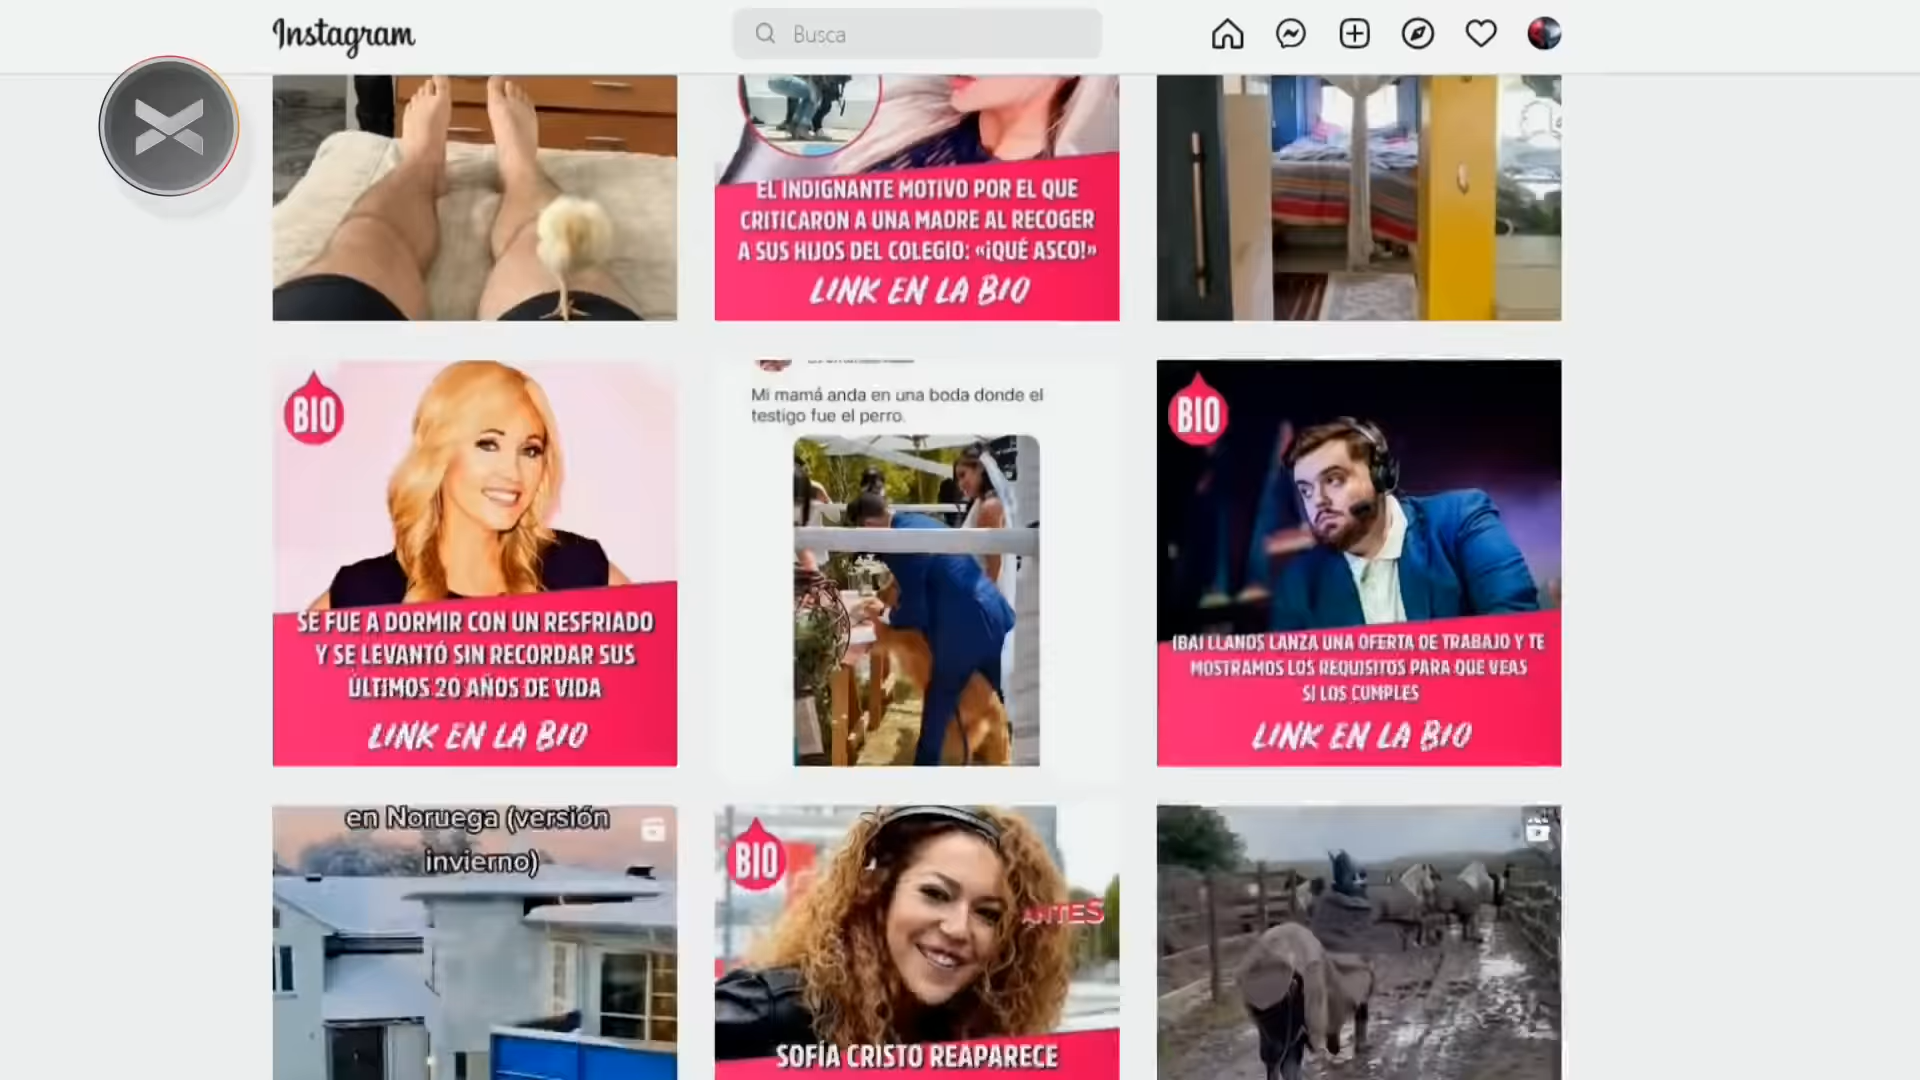 Instagram
Busca
EL INDIGNANTE MOTIVO POR EL QUE
CRITICARON A UNA MADRE AL RECOGER
A SUS HIJOS DEL COLEGIO: «¡QUÉ ASCO!»
LINK EN LA BIO
BIO
SE FUE A DORMIR CON UN RESFRIADO
Y SE LEVANTÓ SIN RECORDAR SUS
ÚLTIMOS 20 AÑOS DE VIDA
LINK EN LA BIO
Mi mamá anda en una boda donde el
testigo fue el perro.
BIO
IBAI LLANOS LANZA UNA OFERTA DE TRABAJO Y TE
MOSTRAMOS LOS REQUISITOS PARA QUE VEAS
SI LOS CUMPLES
LINK EN LA BIO
en Noruega (versión
invierno)
BIO
ANTES
SOFÍA CRISTO REAPARECE